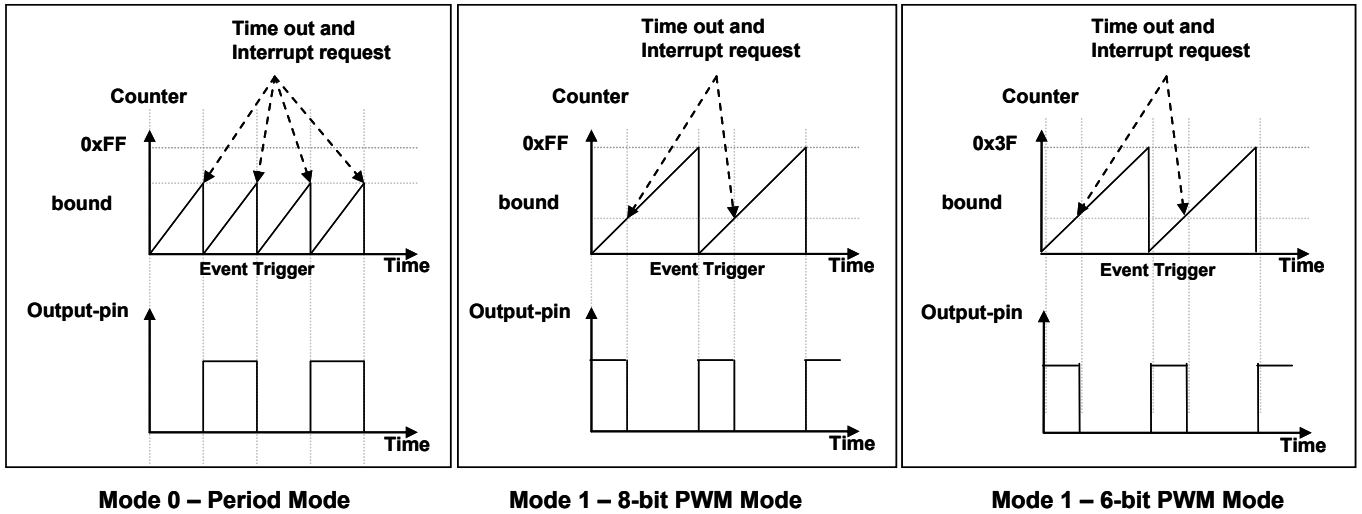 Time out and
Interrupt request
Counter
0xFF
bound
Event Trigger
Time
Output-pin
Time
Mode 0 – Period Mode
Time out and
Interrupt request
Counter
0xFF
bound
Event Trigger
Time
Output-pin
Time
Mode 1 – 8-bit PWM Mode
Time out and
Interrupt request
Counter
0x3F
bound
Event Trigger
Time
Output-pin
Time
Mode 1 – 6-bit PWM Mode